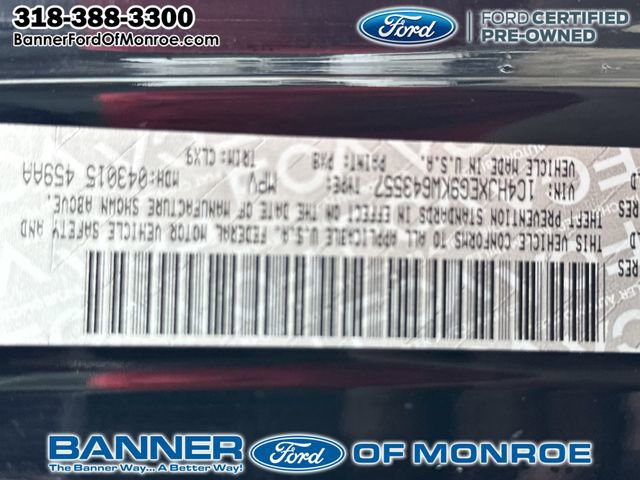 318-388-3300
BannerFordOfMonroe.com
Ford
FORD CERTIFIED
PRE-OWNED
THIS VEHICLE CONFORMS TO ALL APPLICABLE U.S.A. FEDERAL MOTOR VEHICLE SAFETY AND
THEFT PREVENTION STANDARDS IN EFFECT ON THE DATE OF MANUFACTURE SHOWN ABOVE.
VIN: 1C4HJXEG9KW643557 TYPE: MPV MDH: 043015 459AA
VEHICLE MADE IN U.S.A. PAINT: PX8 TRIM: CLX9
BANNER Ford OF MONROE
The Banner Way... A Better Way!